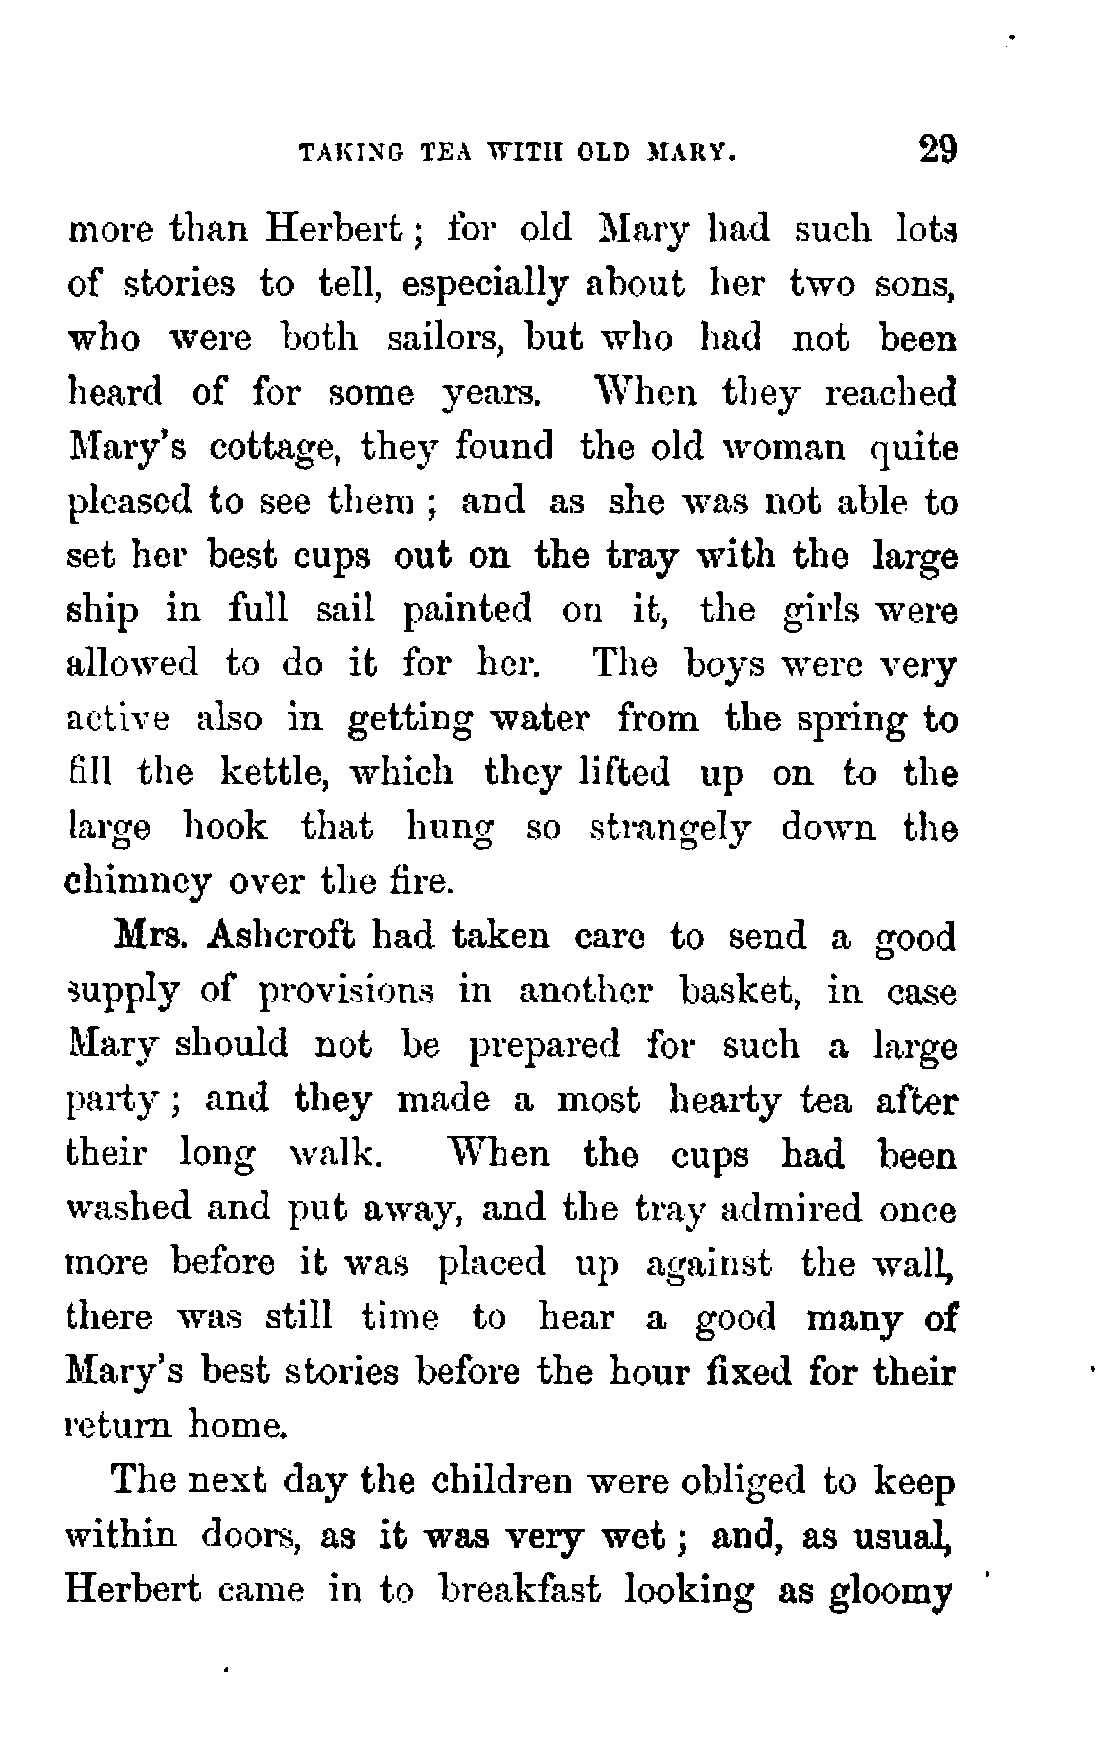 TAKING TEA WITH OLD MARY. 29
more than Herbert ; for old Mary had such lots
of stories to tell, especially about her two sons,
who were both sailors, but who had not been
heard of for some years. When they reached
Mary's cottage, they found the old woman quite
pleased to see them ; and as she was not able to
set her best cups out on the tray with the large
ship in full sail painted on it, the girls were
allowed to do it for her. The boys were very
active also in getting water from the spring to
fill the kettle, which they lifted up on to the
large hook that hung so strangely down the
chimney over the fire.
Mrs. Ashcroft had taken care to send a good
supply of provisions in another basket, in case
Mary should not be prepared for such a large
party ; and they made a most hearty tea after
their long walk. When the cups had been
washed and put away, and the tray admired once
more before it was placed up against the wall,
there was still time to hear a good many of
Mary's best stories before the hour fixed for their
return home.
The next day the children were obliged to keep
within doors, as it was very wet ; and, as usual,
Herbert came in to breakfast looking as gloomy